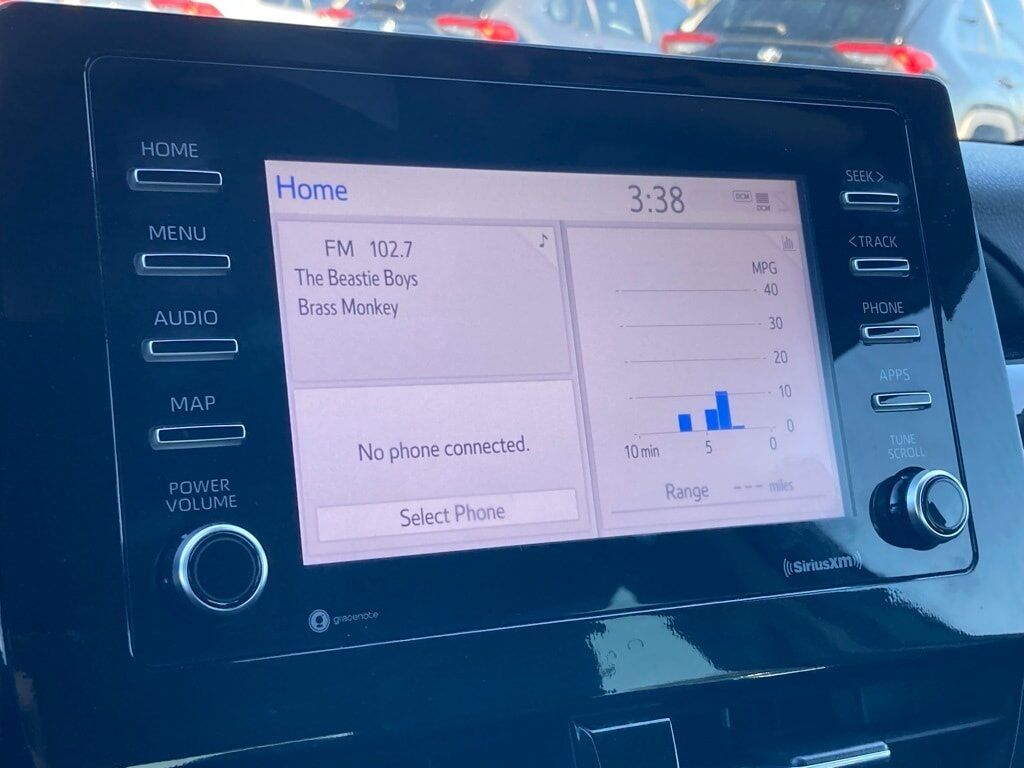 HOME
MENU
AUDIO
MAP
POWER
VOLUME
Home
3:38
DCM
DCM
FM 102.7
The Beastie Boys
Brass Monkey
No phone connected.
Select Phone
MPG
40
30
20
10
0
10 min 5 0
Range --- miles
SEEK >
< TRACK
PHONE
APPS
TUNE
SCROLL
gracenote
((SiriusXM))